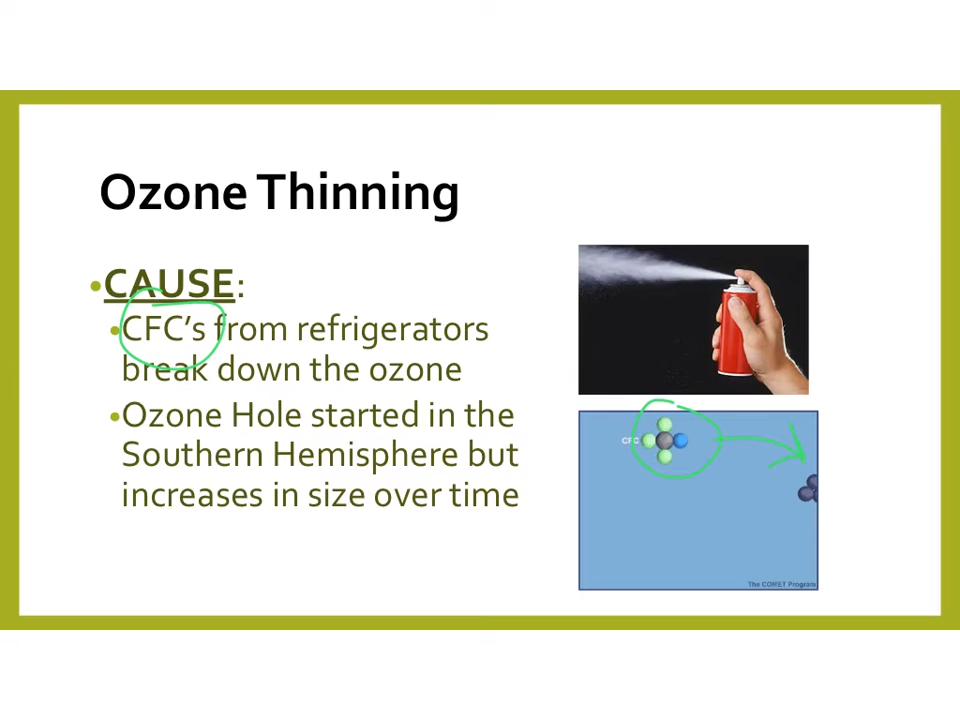 Ozone Thinning
•CAUSE:
•CFC's from refrigerators
break down the ozone
•Ozone Hole started in the
Southern Hemisphere but
increases in size over time
CFC
The COMET Program